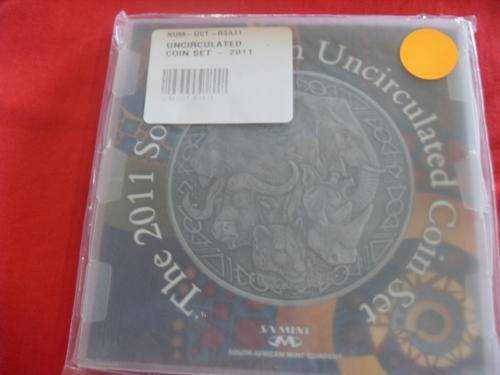 NUM-UCT-RSA11
UNCIRCULATED
COIN SET - 2011
The 2011 So n Uncirculated Coin Set
SA MINT
SOUTH AFRICAN MINT COMPANY